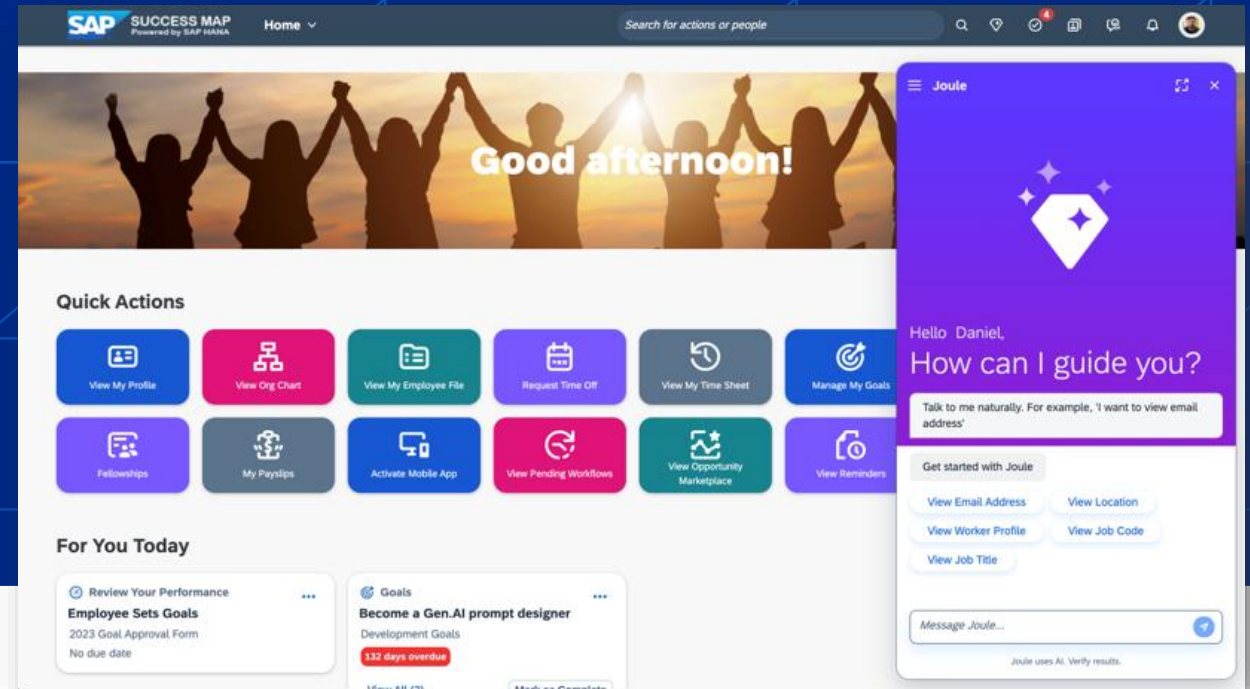 SAP SUCCESS MAP
Powered by SAP HANA
Home
Search for actions or people
4
Good afternoon!
Quick Actions
View My Profile
View Org Chart
View My Employee File
Request Time Off
View My Time Sheet
Manage My Goals
Fellowships
My Payslips
Activate Mobile App
View Pending Workflows
View Opportunity
Marketplace
View Reminders
For You Today
Review Your Performance
Employee Sets Goals
2023 Goal Approval Form
No due date
Goals
Become a Gen.AI prompt designer
Development Goals
132 days overdue
View All
Mark as Complete
Joule
Hello Daniel,
How can I guide you?
Talk to me naturally. For example, 'I want to view email
address'
Get started with Joule
View Email Address
View Location
View Worker Profile
View Job Code
View Job Title
Message Joule...
Joule uses AI. Verify results.